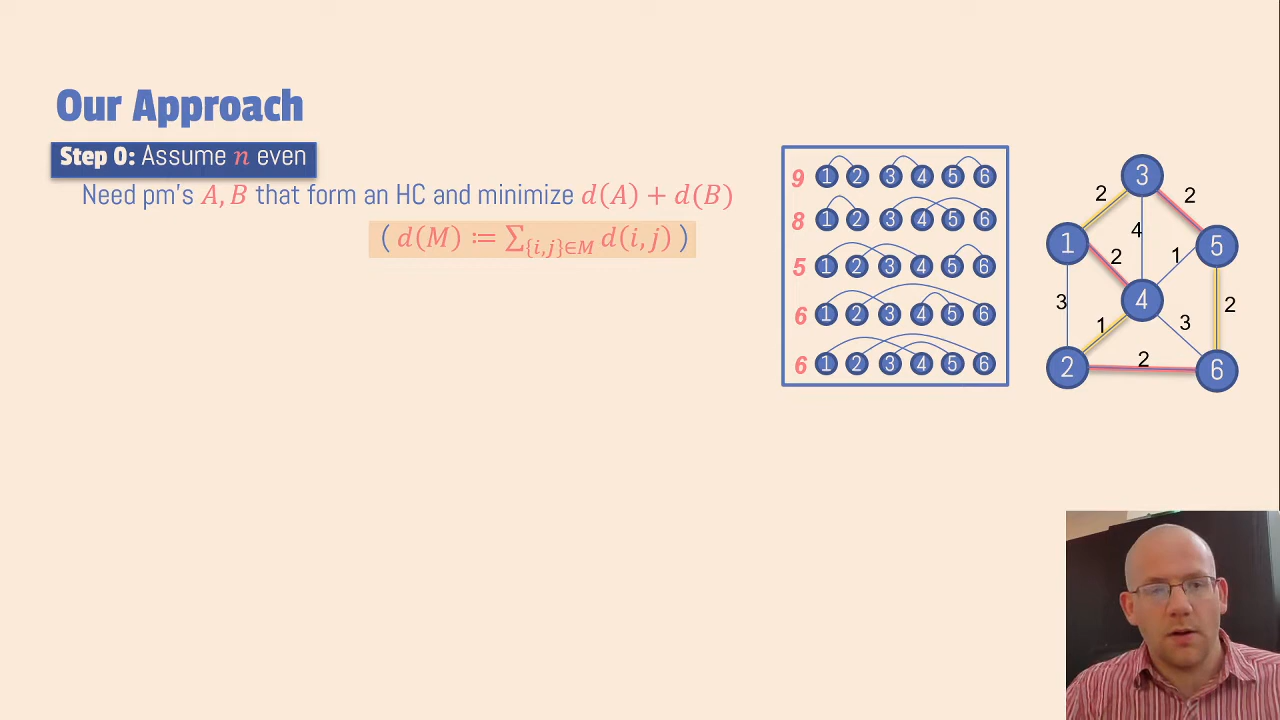 Our Approach
Step 0: Assume n even
Need pm's A, B that form an HC and minimize d(A) + d(B)
( d(M) ≔ ∑_{{i,j}∈M} d(i, j) )
9 1 2 3 4 5 6
8 1 2 3 4 5 6
5 1 2 3 4 5 6
6 1 2 3 4 5 6
6 1 2 3 4 5 6
3
2 2
4
1 2 1 5
3 4 2
1 3
2 2 6